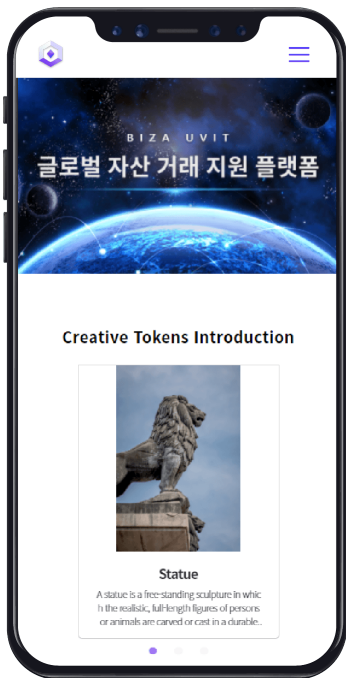 BIZA UVIT
글로벌 자산 거래 지원 플랫폼
Creative Tokens Introduction
Statue
A statue is a free-standing sculpture in whic
h the realistic, full-length figures of persons
or animals are carved or cast in a durable..